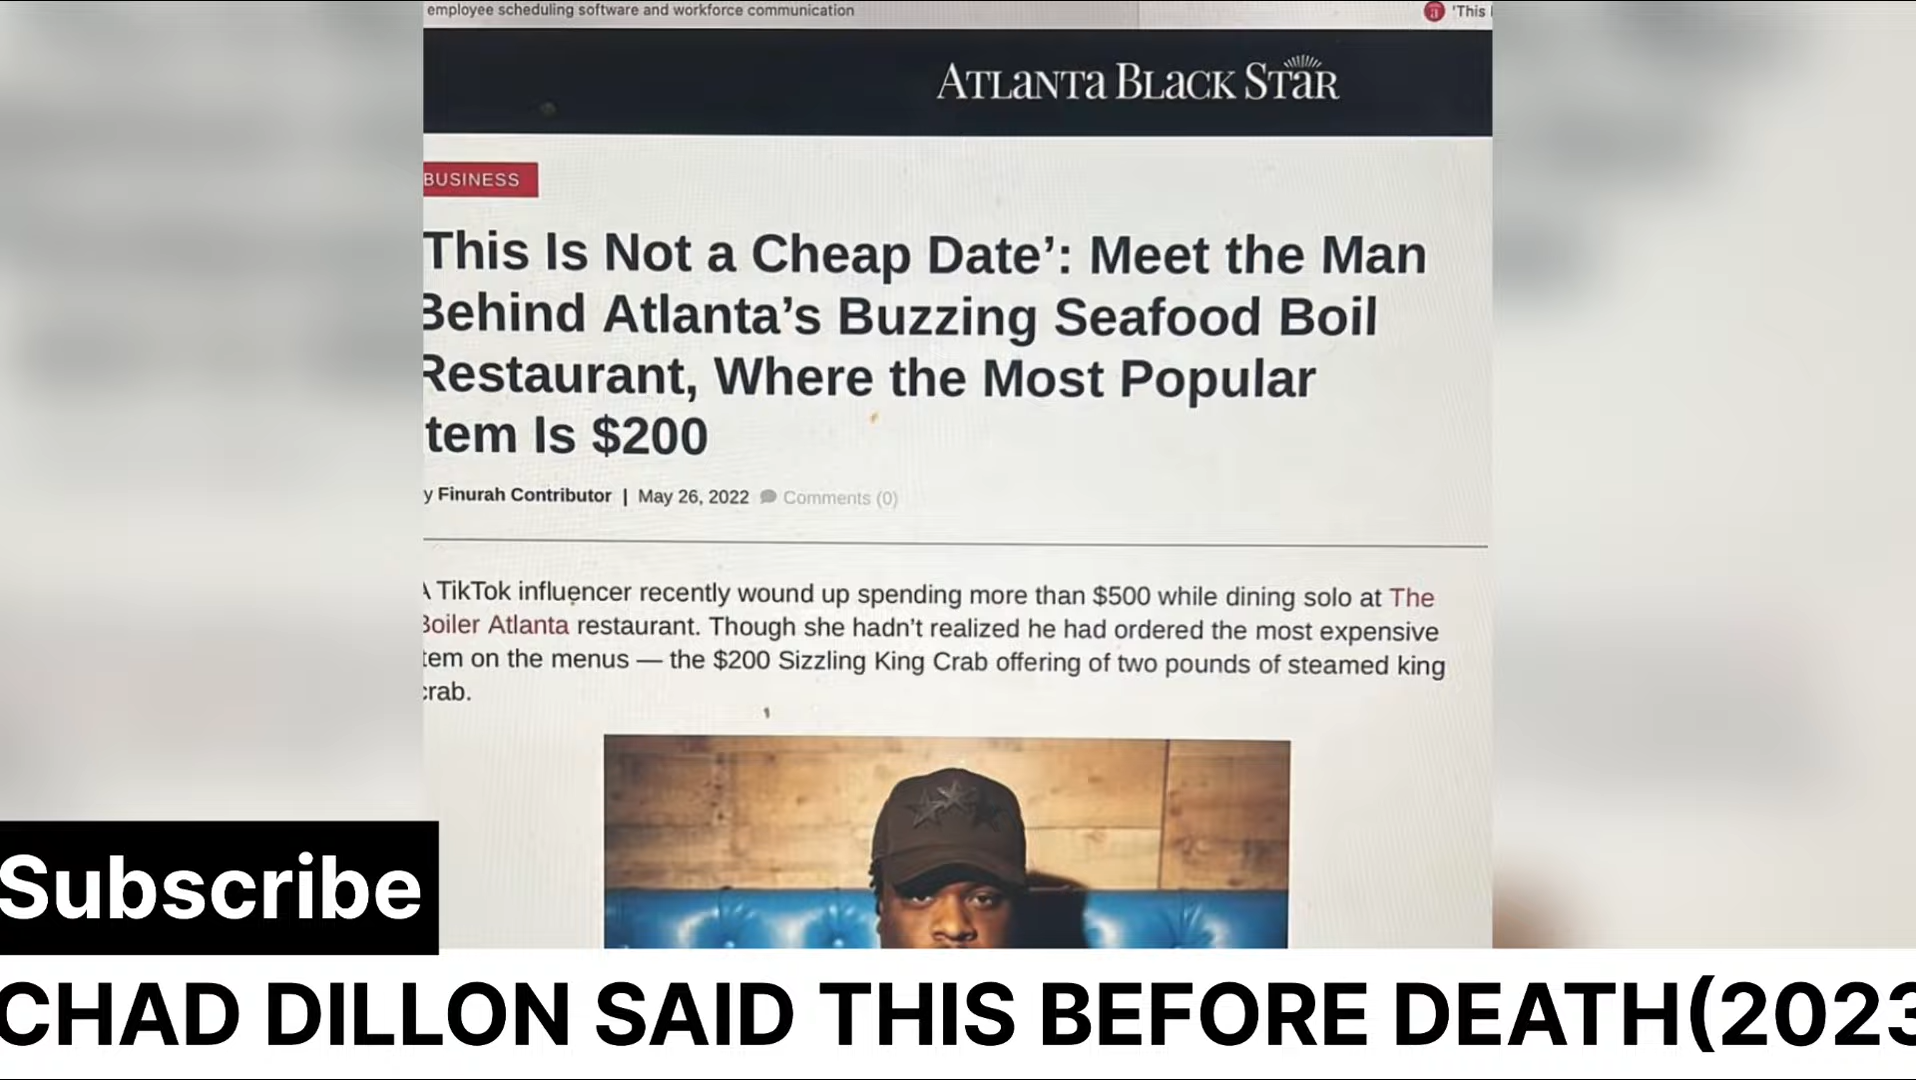 employee scheduling software and workforce communication
'This
ATLANTA BLACK STAR
BUSINESS
This Is Not a Cheap Date’: Meet the Man
Behind Atlanta’s Buzzing Seafood Boil
Restaurant, Where the Most Popular
tem Is $200
y Finurah Contributor | May 26, 2022 Comments (0)
A TikTok influencer recently wound up spending more than $500 while dining solo at The
Boiler Atlanta restaurant. Though she hadn't realized he had ordered the most expensive
tem on the menus — the $200 Sizzling King Crab offering of two pounds of steamed king
crab.
Subscribe
CHAD DILLON SAID THIS BEFORE DEATH(2023